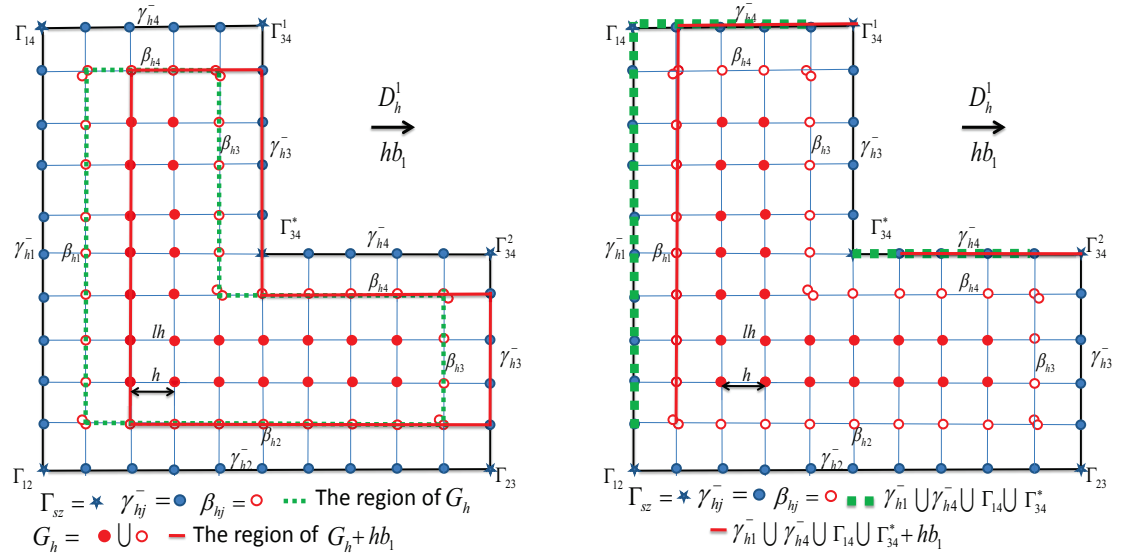 Γ₁₄ γ⁻ₕ₄ Γ¹₃₄
βₕ₄
D¹ₕ
hb₁
βₕ₃ γ⁻ₕ₃
Γ*₃₄ γ⁻ₕ₄ Γ²₃₄
γ⁻ₕ₁ βₕ₁
βₕ₄
lh
h
βₕ₃ γ⁻ₕ₃
βₕ₂
Γ₁₂ γ⁻ₕ₂ Γ₂₃
Γ_sz = ★ γ⁻ₕⱼ = ● βₕⱼ = ○ The region of Gₕ
Gₕ = ● ∪ ○ The region of Gₕ + hb₁
Γ₁₄ γ⁻ₕ₄ Γ¹₃₄
βₕ₄
D¹ₕ
hb₁
βₕ₃ γ⁻ₕ₃
Γ*₃₄ γ⁻ₕ₄ Γ²₃₄
γ⁻ₕ₁ βₕ₁
βₕ₄
lh
h
βₕ₃ γ⁻ₕ₃
βₕ₂
Γ₁₂ γ⁻ₕ₂ Γ₂₃
Γ_sz = ★ γ⁻ₕⱼ = ● βₕⱼ = ○ γ⁻ₕ₁ ∪ γ⁻ₕ₄ ∪ Γ₁₄ ∪ Γ*₃₄
γ⁻ₕ₁ ∪ γ⁻ₕ₄ ∪ Γ₁₄ ∪ Γ*₃₄ + hb₁